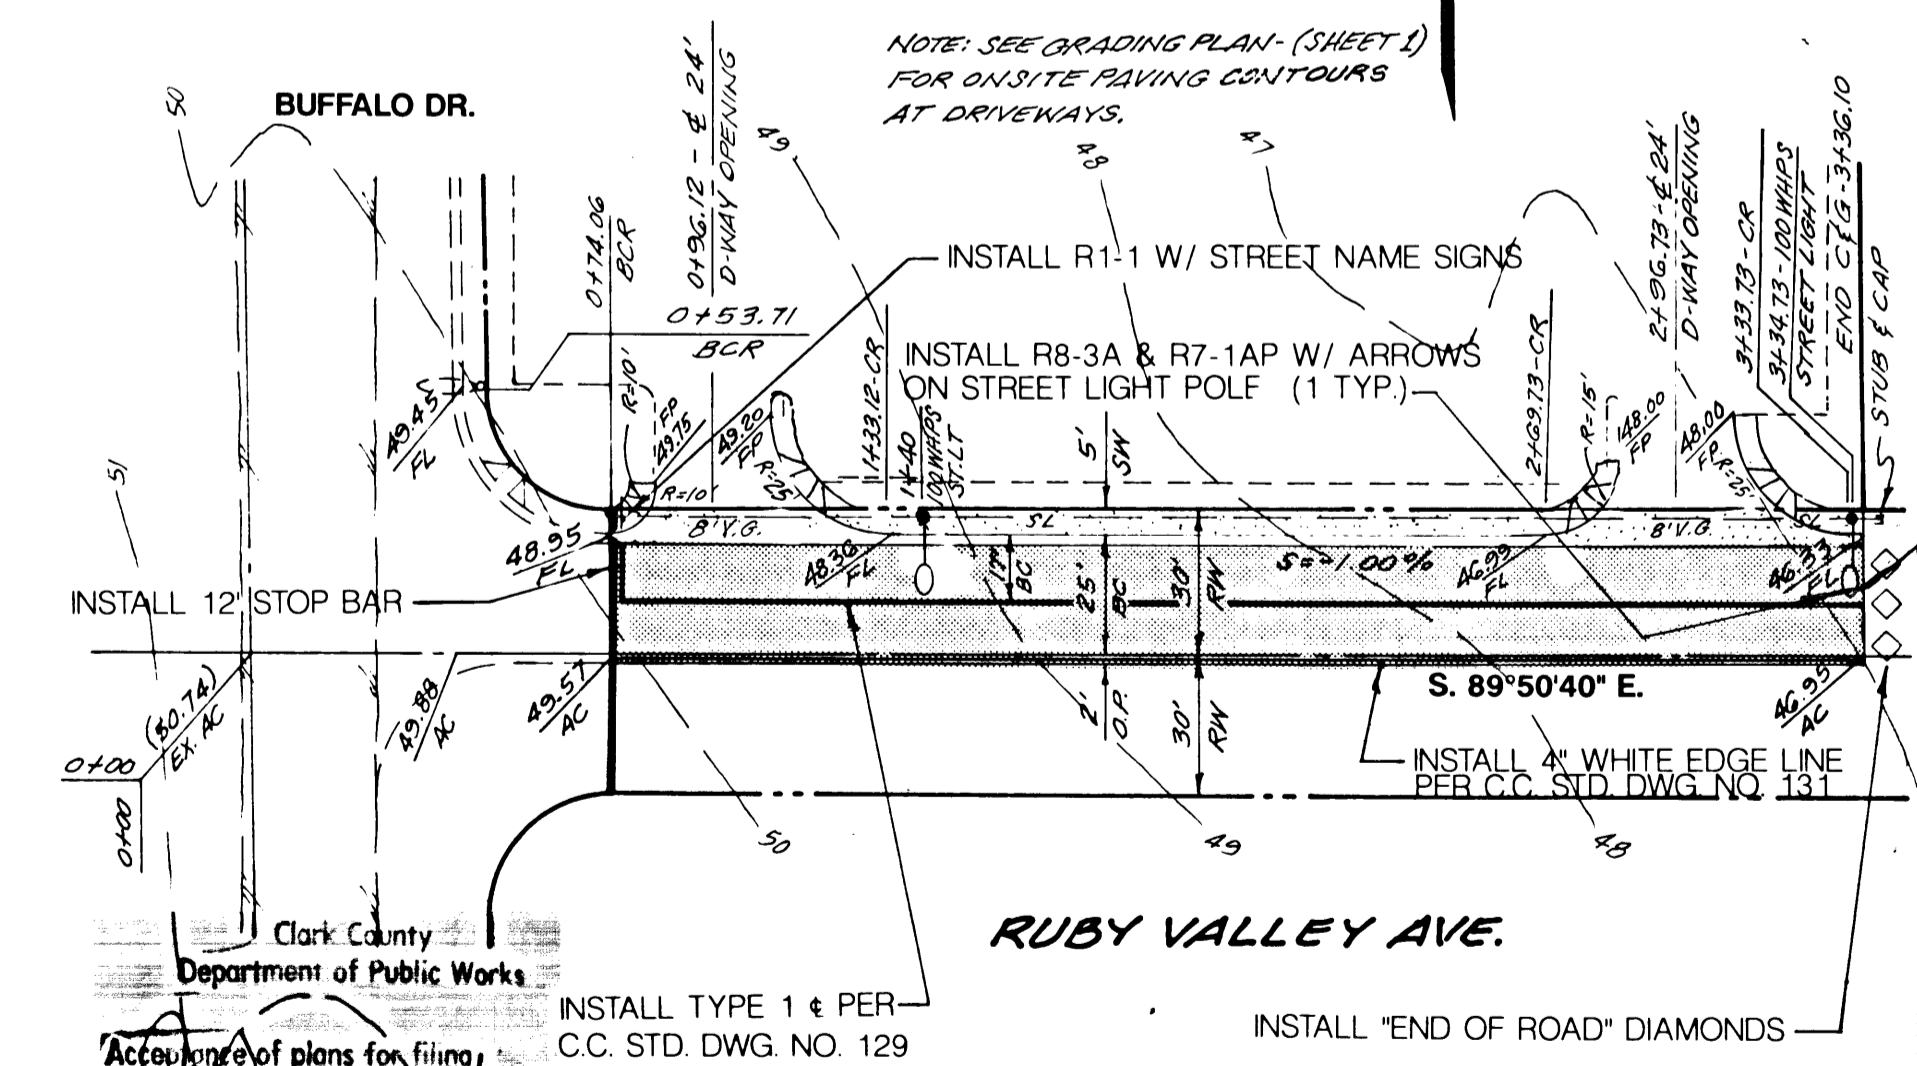 NOTE: SEE GRADING PLAN- (SHEET 1)
FOR ONSITE PAVING CONTOURS
AT DRIVEWAYS.
BUFFALO DR.
50
49
48
47
0+74.06
BCR
0+96.12 - ℄ 24'
D-WAY OPENING
0+53.71
BCR
INSTALL R1-1 W/ STREET NAME SIGNS
INSTALL R8-3A & R7-1AP W/ ARROWS
ON STREET LIGHT POLE (1 TYP.)
2+96.73-℄ 24'
D-WAY OPENING
3+33.73-CR
3+34.73-100WHPS
STREET LIGHT
END C&G-3+36.10
STUB & CAP
49.45
FL
R=10'
FP
49.75
R=10'
49.20
FP
R=25'
1+33.12-CR
1+40
100WHPS
ST.LT
5'
SW
2+69.73-CR
R=15'
48.00
FP
48.00
FP
R=25'
51
48.95
FL
8' V.G.
SL
8' V.G.
SL
48.36
FL
17'
BC
25'
BC
30'
RW
S=-1.00%
46.99
FL
46.33
FL
INSTALL 12' STOP BAR
(50.74)
EX. AC
49.88
AC
49.57
AC
2'
O.P.
30'
RW
S. 89°50'40" E.
46.95
AC
0+00
0+00
INSTALL 4" WHITE EDGE LINE
PER C.C. STD. DWG. NO. 131
50
49
48
RUBY VALLEY AVE.
Clark County
Department of Public Works
Acceptance of plans for filing,
INSTALL TYPE 1 ℄ PER
C.C. STD. DWG. NO. 129
INSTALL "END OF ROAD" DIAMONDS